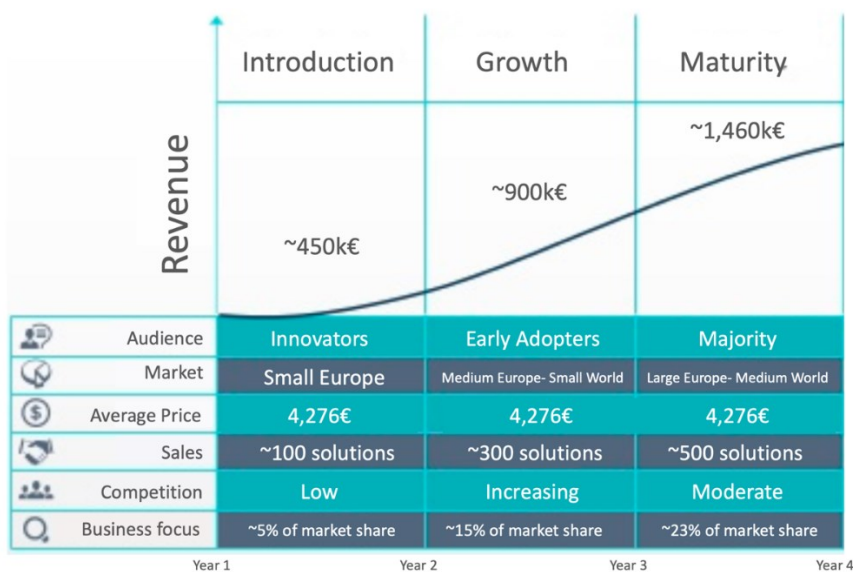 Introduction Growth Maturity
Revenue
~450k€ ~900k€ ~1,460k€
Audience Innovators Early Adopters Majority
Market Small Europe Medium Europe- Small World Large Europe- Medium World
Average Price 4,276€ 4,276€ 4,276€
Sales ~100 solutions ~300 solutions ~500 solutions
Competition Low Increasing Moderate
Business focus ~5% of market share ~15% of market share ~23% of market share
Year 1 Year 2 Year 3 Year 4